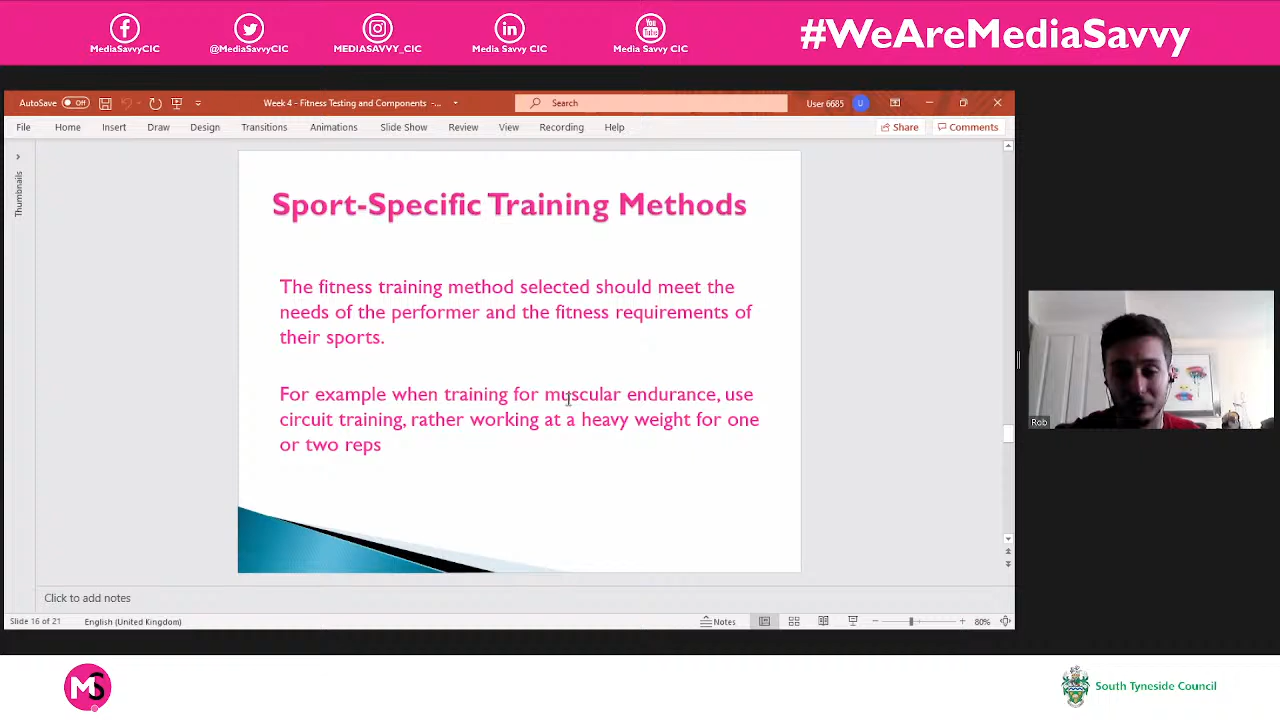 #WeAreMediaSavvy
MediaSavvyCIC
@MediaSavvyCIC
MEDIASAVVY_CIC
Media Savvy CIC
Media Savvy CIC
AutoSave Off
Week 4 - Fitness Testing and Components -...
Search
User 6685 U
File Home Insert Draw Design Transitions Animations Slide Show Review View Recording Help
Share Comments
Thumbnails
Sport-Specific Training Methods
The fitness training method selected should meet the
needs of the performer and the fitness requirements of
their sports.
For example when training for muscular endurance, use
circuit training, rather working at a heavy weight for one
or two reps
Click to add notes
Slide 16 of 21 English (United Kingdom) Notes 80%
Rob
MS
South Tyneside Council